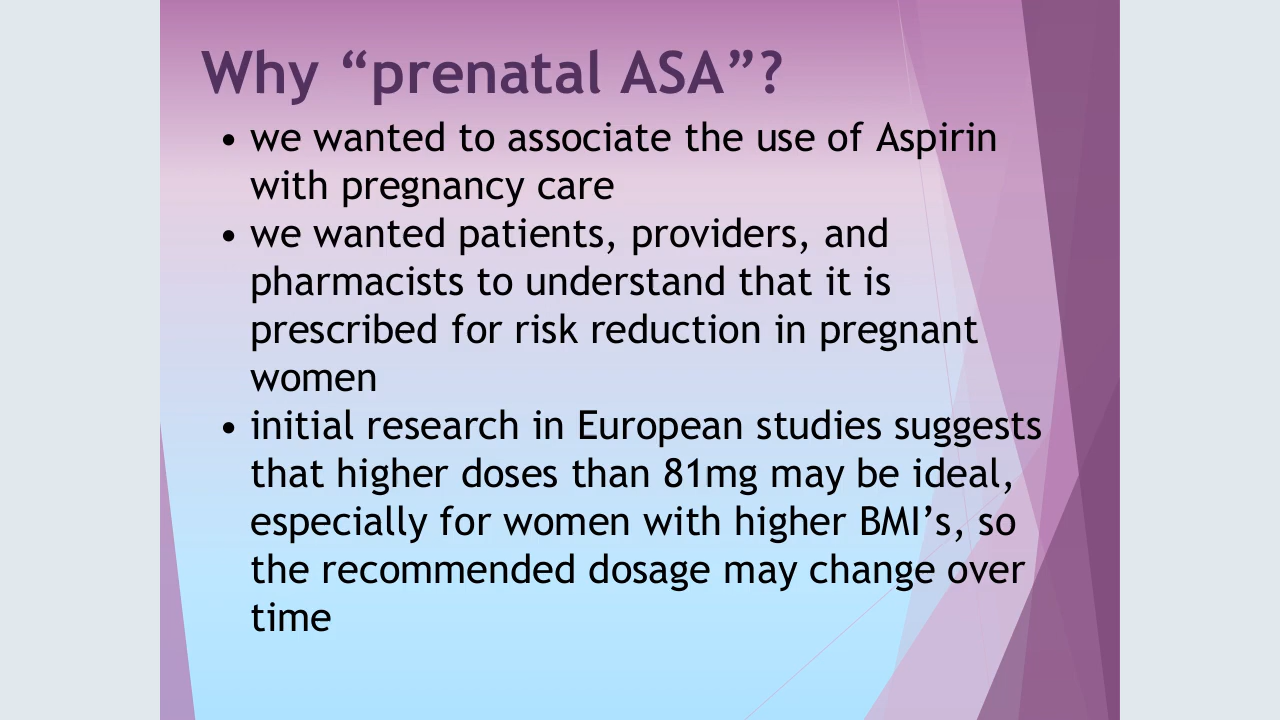 Why “prenatal ASA”?
• we wanted to associate the use of Aspirin
with pregnancy care
• we wanted patients, providers, and
pharmacists to understand that it is
prescribed for risk reduction in pregnant
women
• initial research in European studies suggests
that higher doses than 81mg may be ideal,
especially for women with higher BMI’s, so
the recommended dosage may change over
time